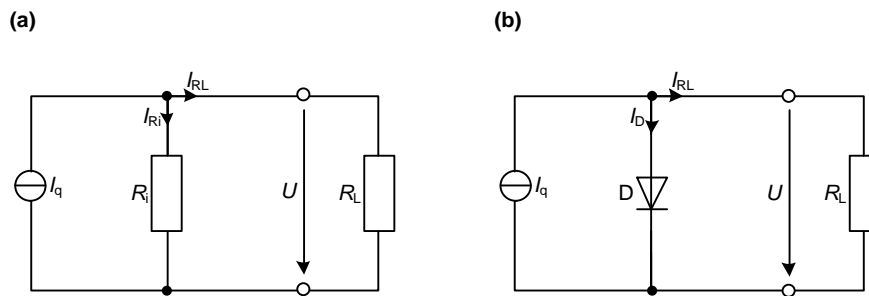 (a)
(b)
I_RL
I_RL
I_Ri
I_D
I_q
R_i
U
R_L
I_q
D
U
R_L